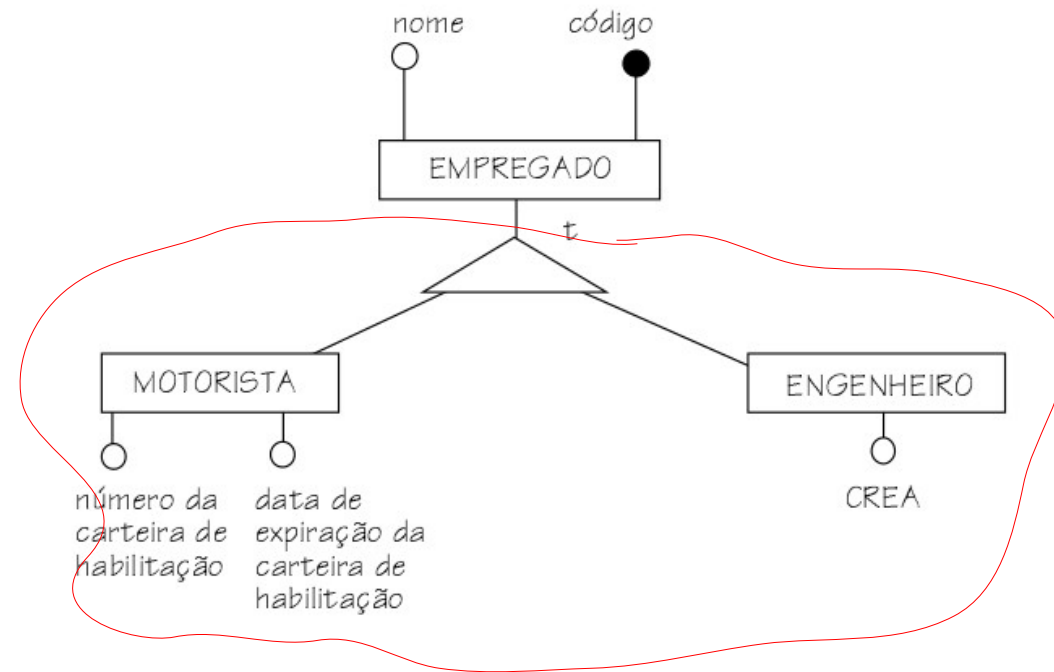 nome
código
EMPREGADO
t
MOTORISTA
ENGENHEIRO
número da
carteira de
habilitação
data de
expiração da
carteira de
habilitação
CREA